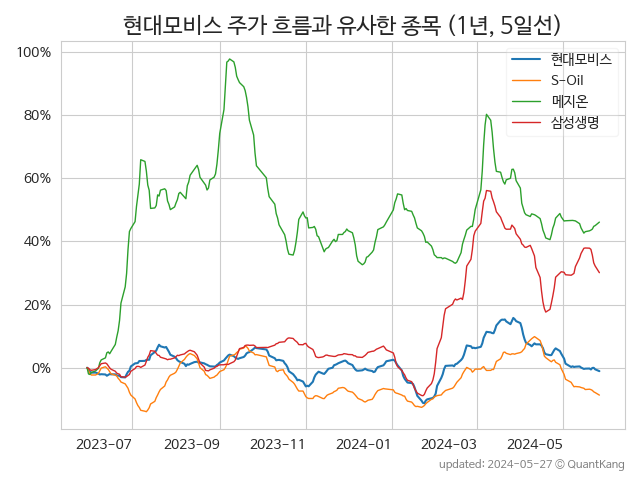 현대모비스 주가 흐름과 유사한 종목 (1년, 5일선)
100%
80%
60%
40%
20%
0%
현대모비스
S-Oil
메지온
삼성생명
2023-07
2023-09
2023-11
2024-01
2024-03
2024-05
updated: 2024-05-27 © QuantKang